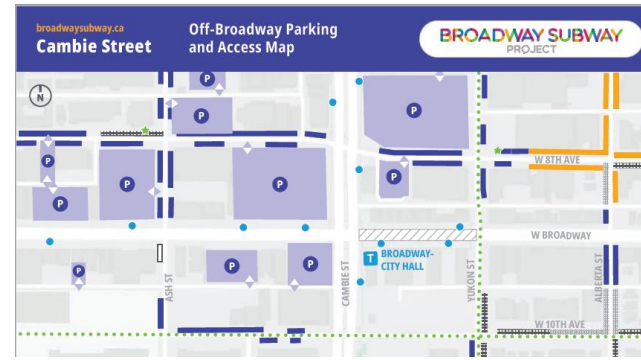 broadwaysubway.ca
Cambie Street
Off-Broadway Parking
and Access Map
BROADWAY SUBWAY
PROJECT
N
P
P
P
P
W 8TH AVE
P
P
P
P
P
W BROADWAY
T BROADWAY-
CITY HALL
P
P
P
ASH ST
CAMBIE ST
YUKON ST
ALBERTA ST
W 10TH AVE